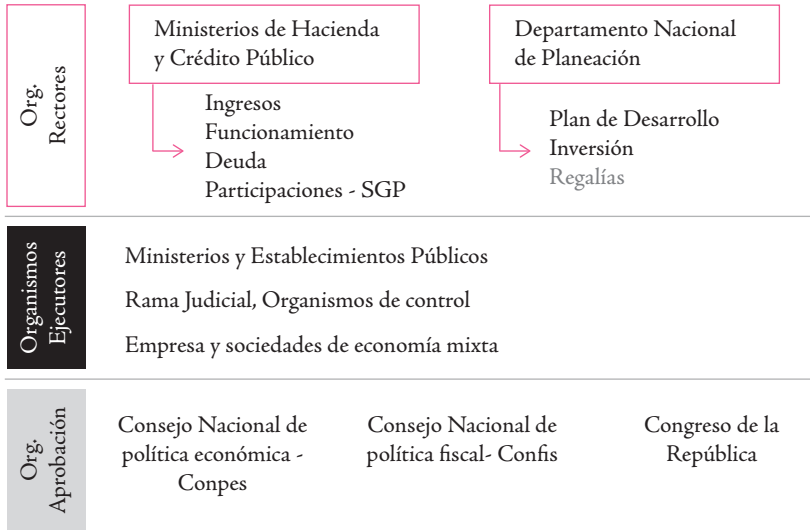 Org.
Rectores
Ministerios de Hacienda
y Crédito Público
Ingresos
Funcionamiento
Deuda
Participaciones - SGP
Departamento Nacional
de Planeación
Plan de Desarrollo
Inversión
Regalías
Organismos
Ejecutores
Ministerios y Establecimientos Públicos
Rama Judicial, Organismos de control
Empresa y sociedades de economía mixta
Org.
Aprobación
Consejo Nacional de
política económica -
Conpes
Consejo Nacional de
política fiscal- Confis
Congreso de la
República